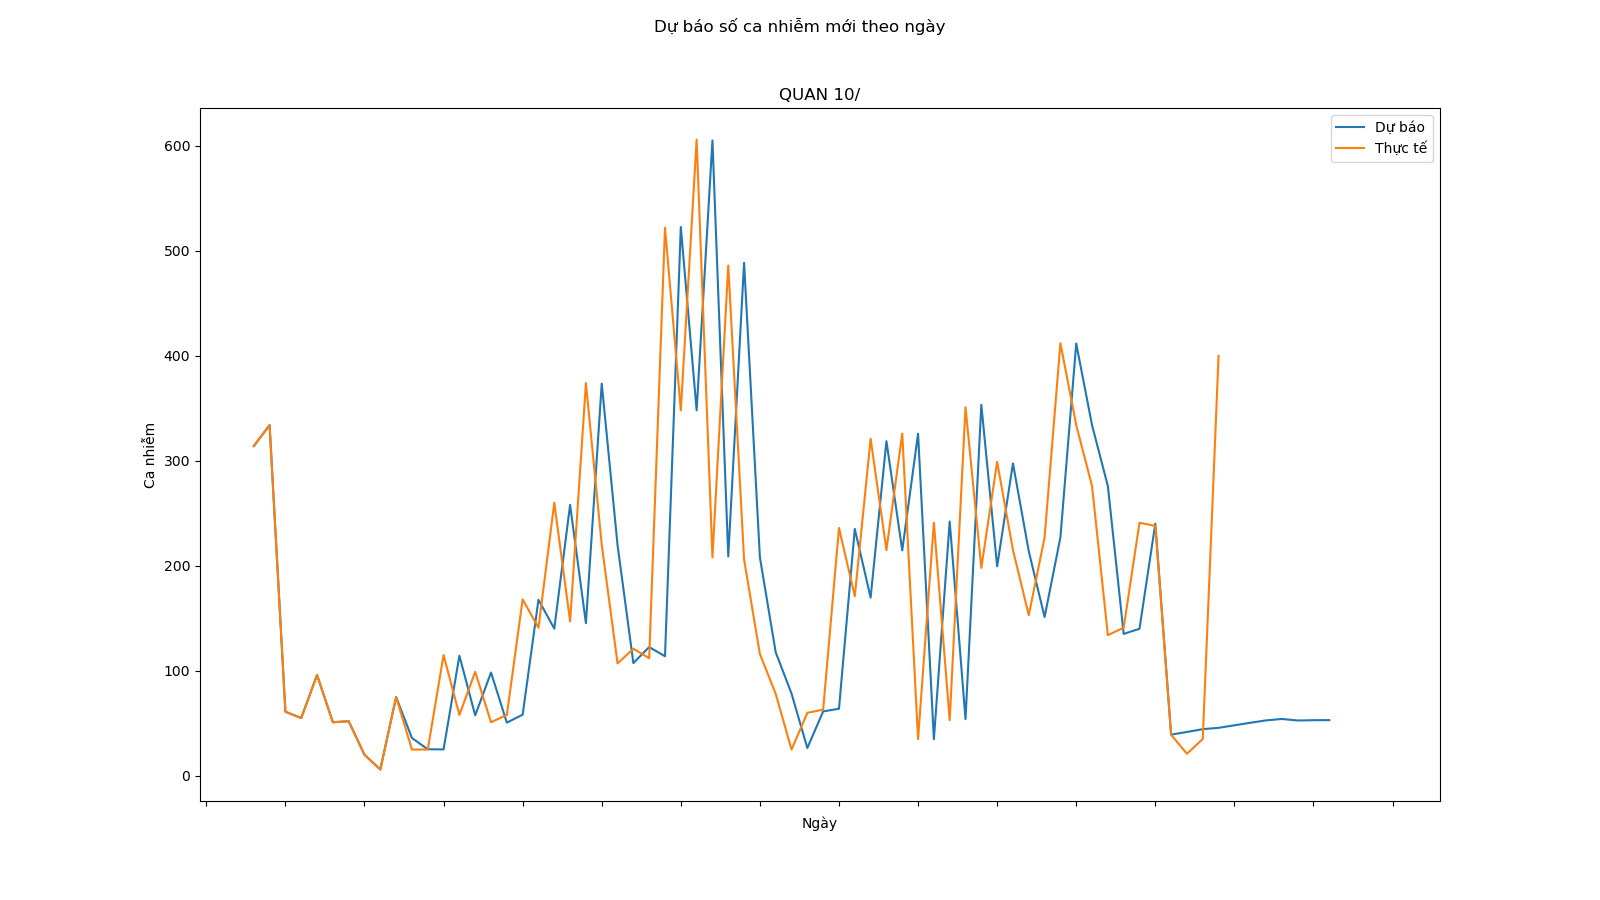 Dự báo số ca nhiễm mới theo ngày
QUAN 10/
Dự báo
Thực tế
600
500
400
300
200
100
0
Ca nhiễm
Ngày